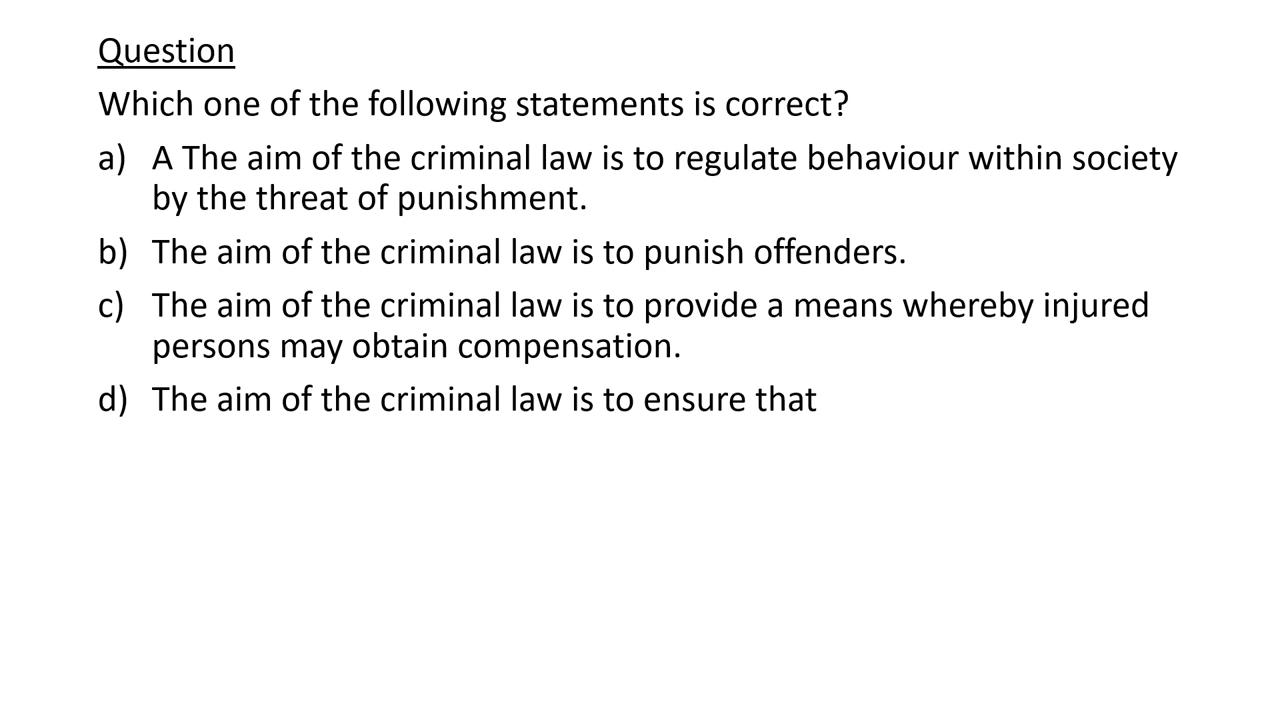 Question
Which one of the following statements is correct?
a) A The aim of the criminal law is to regulate behaviour within society
by the threat of punishment.
b) The aim of the criminal law is to punish offenders.
c) The aim of the criminal law is to provide a means whereby injured
persons may obtain compensation.
d) The aim of the criminal law is to ensure that